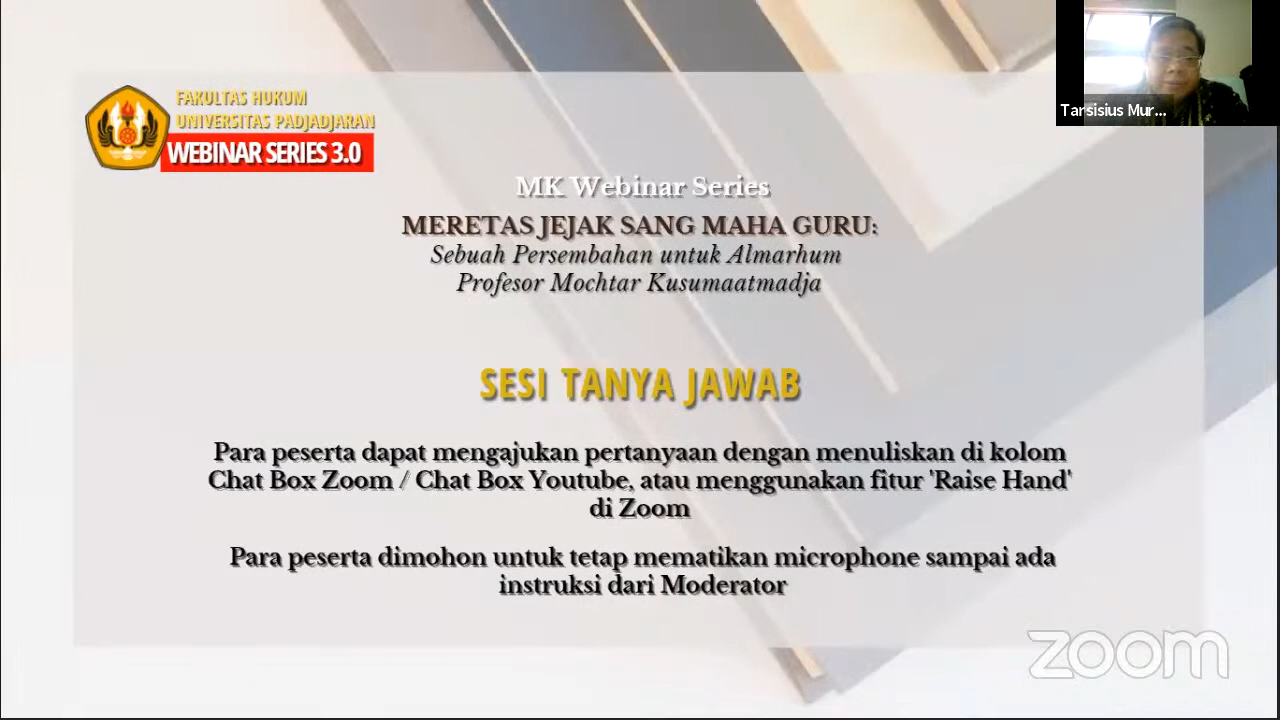 FAKULTAS HUKUM
UNIVERSITAS PADJADJARAN
WEBINAR SERIES 3.0
Tarsisius Mur...
MK Webinar Series
MERETAS JEJAK SANG MAHA GURU:
Sebuah Persembahan untuk Almarhum
Profesor Mochtar Kusumaatmadja
SESI TANYA JAWAB
Para peserta dapat mengajukan pertanyaan dengan menuliskan di kolom
Chat Box Zoom / Chat Box Youtube, atau menggunakan fitur 'Raise Hand'
di Zoom
Para peserta dimohon untuk tetap mematikan microphone sampai ada
instruksi dari Moderator
zoom